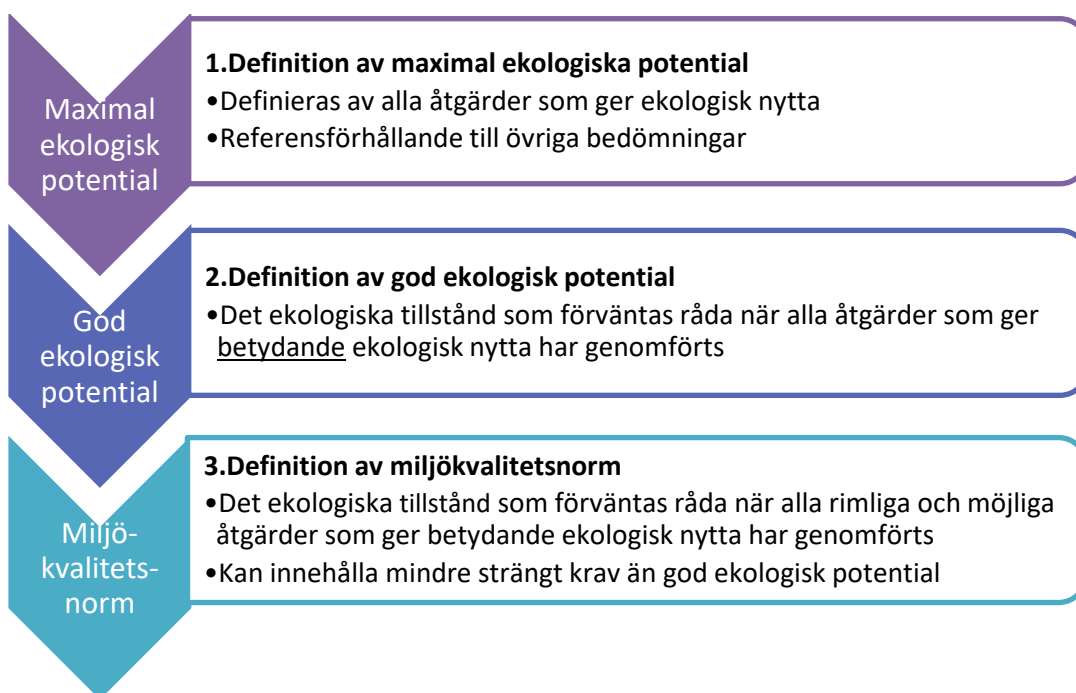 Maximal
ekologisk
potential
1.Definition av maximal ekologiska potential
•Definieras av alla åtgärder som ger ekologisk nytta
•Referensförhållande till övriga bedömningar
God
ekologisk
potential
2.Definition av god ekologisk potential
•Det ekologiska tillstånd som förväntas råda när alla åtgärder som ger
betydande ekologisk nytta har genomförts
Miljö-
kvalitets-
norm
3.Definition av miljökvalitetsnorm
•Det ekologiska tillstånd som förväntas råda när alla rimliga och möjliga
åtgärder som ger betydande ekologisk nytta har genomförts
•Kan innehålla mindre strängt krav än god ekologisk potential